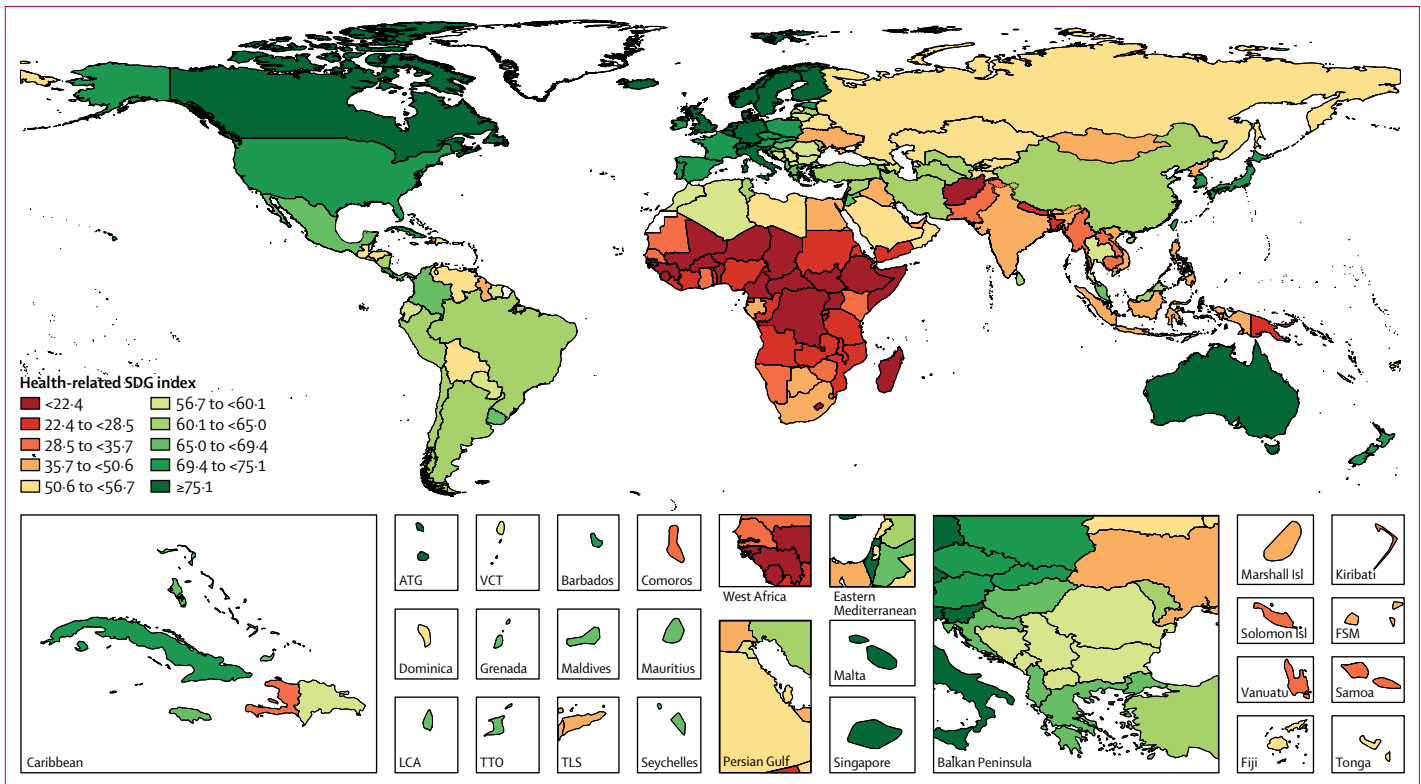 Health-related SDG index
<22·4
22·4 to <28·5
28·5 to <35·7
35·7 to <50·6
50·6 to <56·7
56·7 to <60·1
60·1 to <65·0
65·0 to <69·4
69·4 to <75·1
≥75·1
Caribbean
ATG
VCT
Barbados
Comoros
Dominica
Grenada
Maldives
Mauritius
LCA
TTO
TLS
Seychelles
West Africa
Eastern
Mediterranean
Persian Gulf
Malta
Singapore
Balkan Peninsula
Marshall Isl
Kiribati
Solomon Isl
FSM
Vanuatu
Samoa
Fiji
Tonga